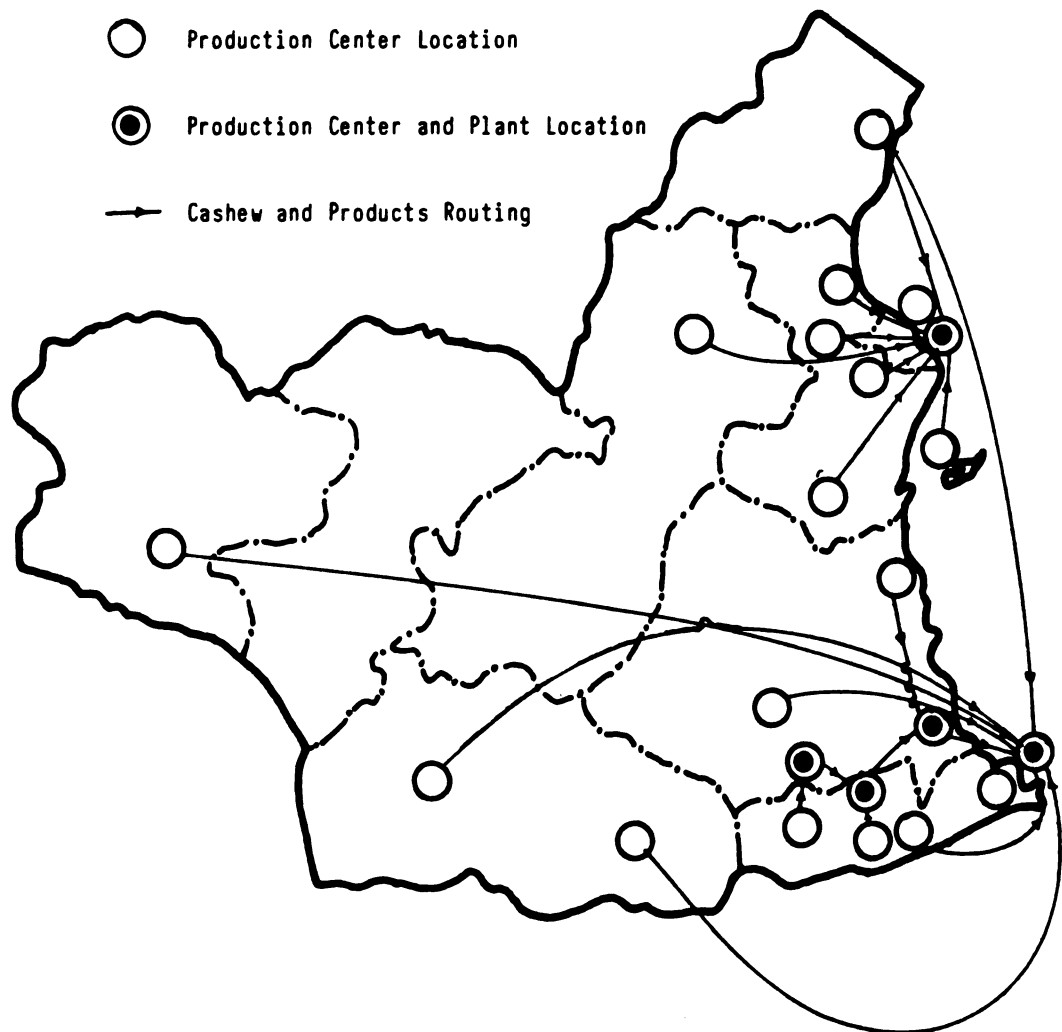 Production Center Location
Production Center and Plant Location
Cashew and Products Routing